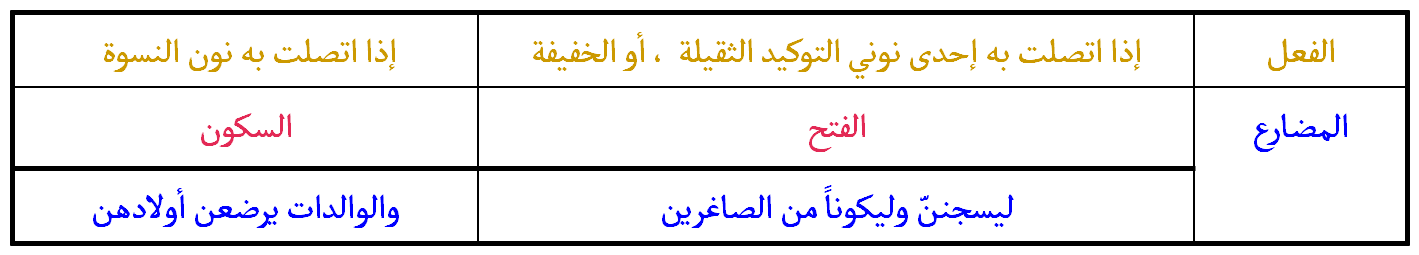 الفعل إذا اتصلت به إحدى نوني التوكيد الثقيلة ، أو الخفيفة إذا اتصلت به نون النسوة
المضارع الفتح السكون
ليسجننّ وليكوناً من الصاغرين والوالدات يرضعن أولادهن